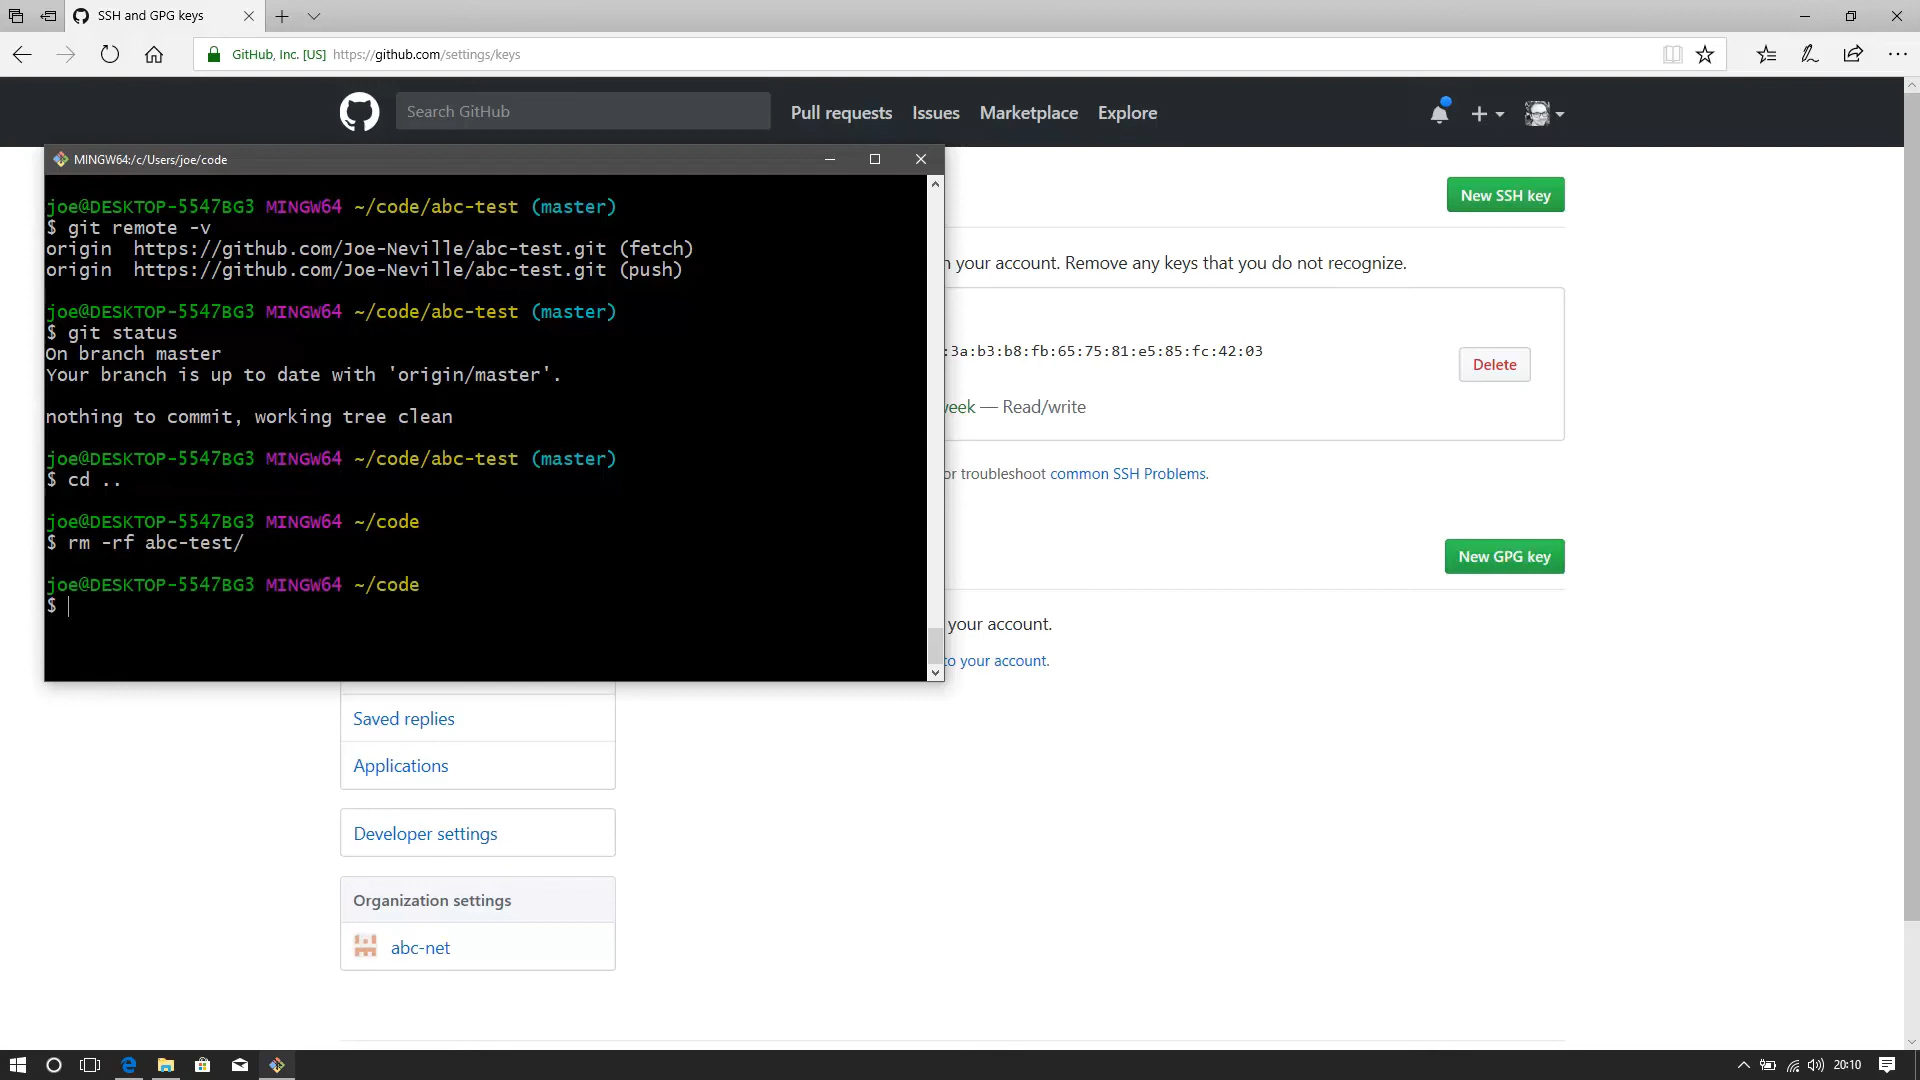 SSH and GPG keys
GitHub, Inc. [US] https://github.com/settings/keys
Search GitHub
Pull requests Issues Marketplace Explore
MINGW64:/c/Users/joe/code
joe@DESKTOP-5547BG3 MINGW64 ~/code/abc-test (master)
$ git remote -v
origin  https://github.com/Joe-Neville/abc-test.git (fetch)
origin  https://github.com/Joe-Neville/abc-test.git (push)
joe@DESKTOP-5547BG3 MINGW64 ~/code/abc-test (master)
$ git status
On branch master
Your branch is up to date with 'origin/master'.
nothing to commit, working tree clean
joe@DESKTOP-5547BG3 MINGW64 ~/code/abc-test (master)
$ cd ..
joe@DESKTOP-5547BG3 MINGW64 ~/code
$ rm -rf abc-test/
joe@DESKTOP-5547BG3 MINGW64 ~/code
$
New SSH key
your account. Remove any keys that you do not recognize.
:3a:b3:b8:fb:65:75:81:e5:85:fc:42:03
Delete
— Read/write
or troubleshoot common SSH Problems.
New GPG key
your account.
to your account.
Saved replies
Applications
Developer settings
Organization settings
abc-net
20:10